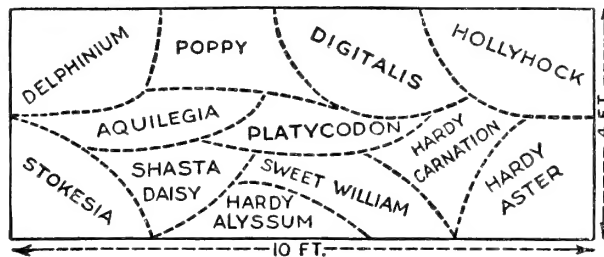 DELPHINIUM
POPPY
DIGITALIS
HOLLYHOCK
AQUILEGIA
PLATYCODON
HARDY
CARNATION
STOKESIA
SHASTA
DAISY
SWEET WILLIAM
HARDY
ASTER
HARDY
ALYSSUM
4 FT.
10 FT.